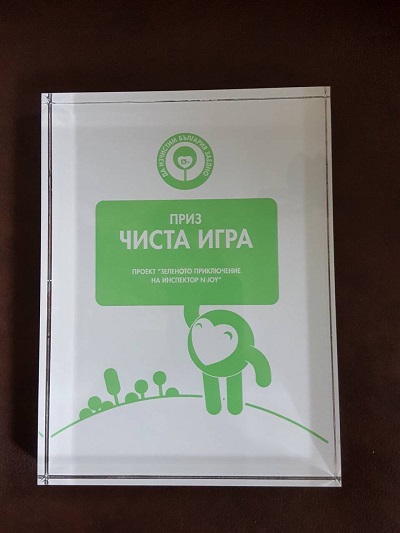 ДА ИЗЧИСТИМ БЪЛГАРИЯ ЗАЕДНО
ПРИЗ
ЧИСТА ИГРА
ПРОЕКТ "ЗЕЛЕНОТО ПРИКЛЮЧЕНИЕ
НА ИНСПЕКТОР N-JOY"